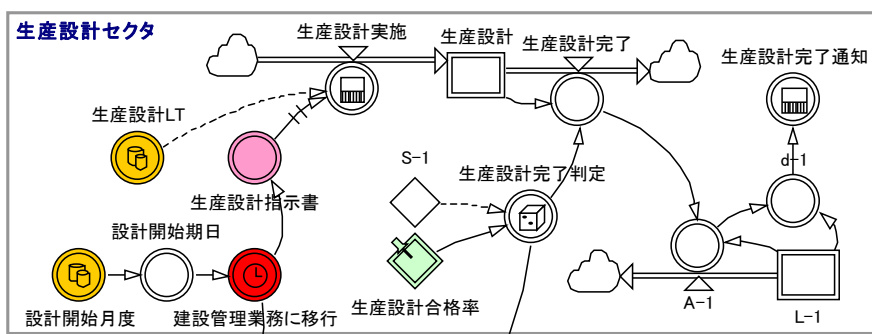 生産設計セクタ
生産設計実施
生産設計
生産設計完了
生産設計完了通知
生産設計LT
S-1
生産設計完了判定
d-1
生産設計指示書
設計開始期日
設計開始月度
建設管理業務に移行
生産設計合格率
A-1
L-1